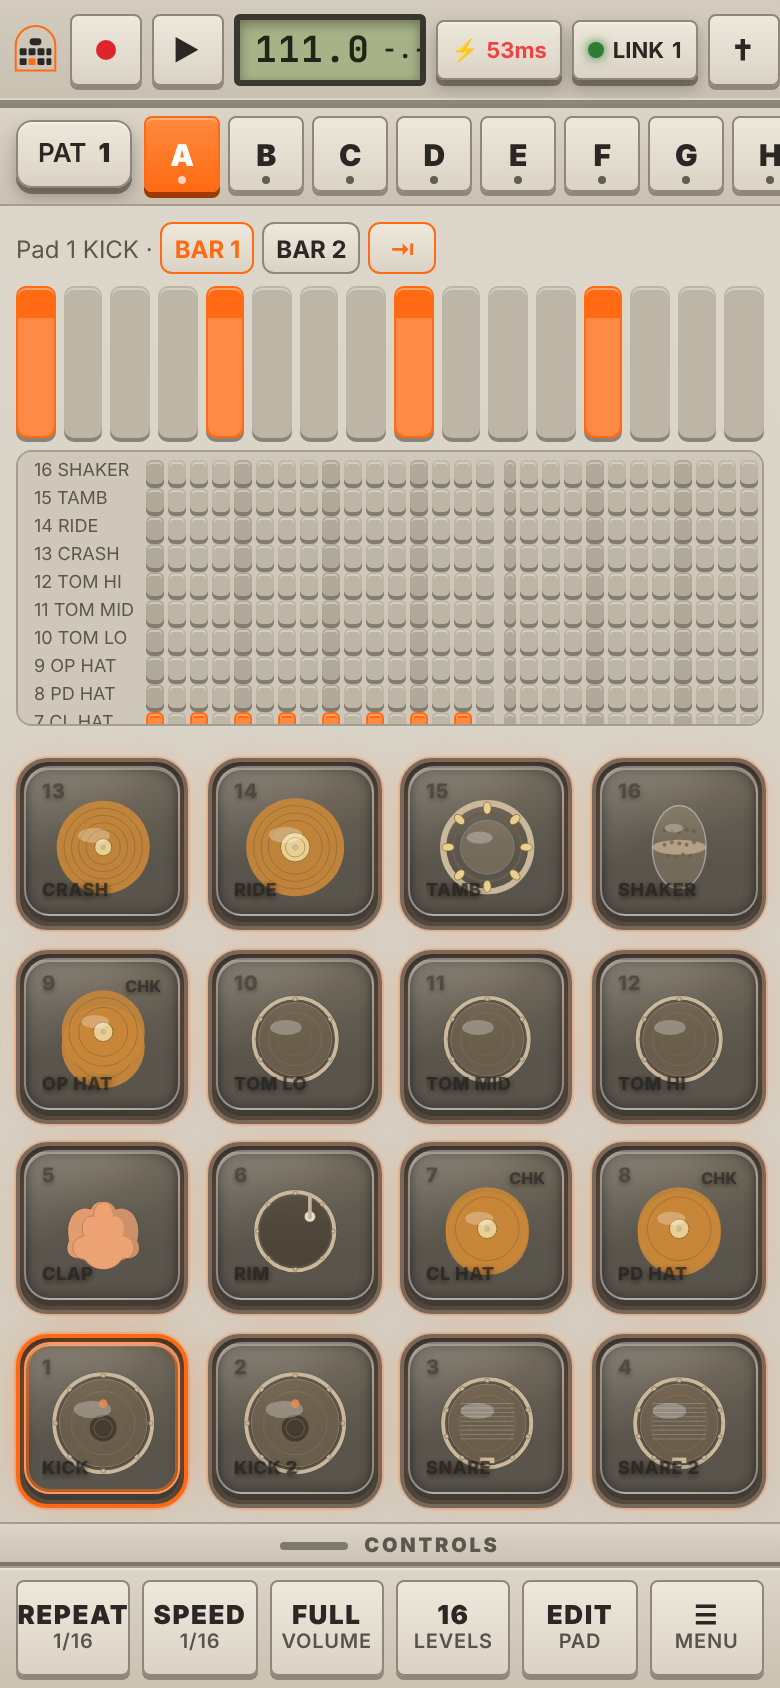 111.0 -.-
⚡ 53ms
LINK 1
✝
PAT 1
A B C D E F G H
Pad 1 KICK · BAR 1 BAR 2 ⇥
16 SHAKER
15 TAMB
14 RIDE
13 CRASH
12 TOM HI
11 TOM MID
10 TOM LO
9 OP HAT
8 PD HAT
7 CL HAT
13 14 15 16
CRASH RIDE TAMB SHAKER
9 CHK 10 11 12
OP HAT TOM LO TOM MID TOM HI
5 6 7 CHK 8 CHK
CLAP RIM CL HAT PD HAT
1 2 3 4
KICK KICK 2 SNARE SNARE 2
CONTROLS
REPEAT SPEED FULL 16 EDIT ☰
1/16 1/16 VOLUME LEVELS PAD MENU